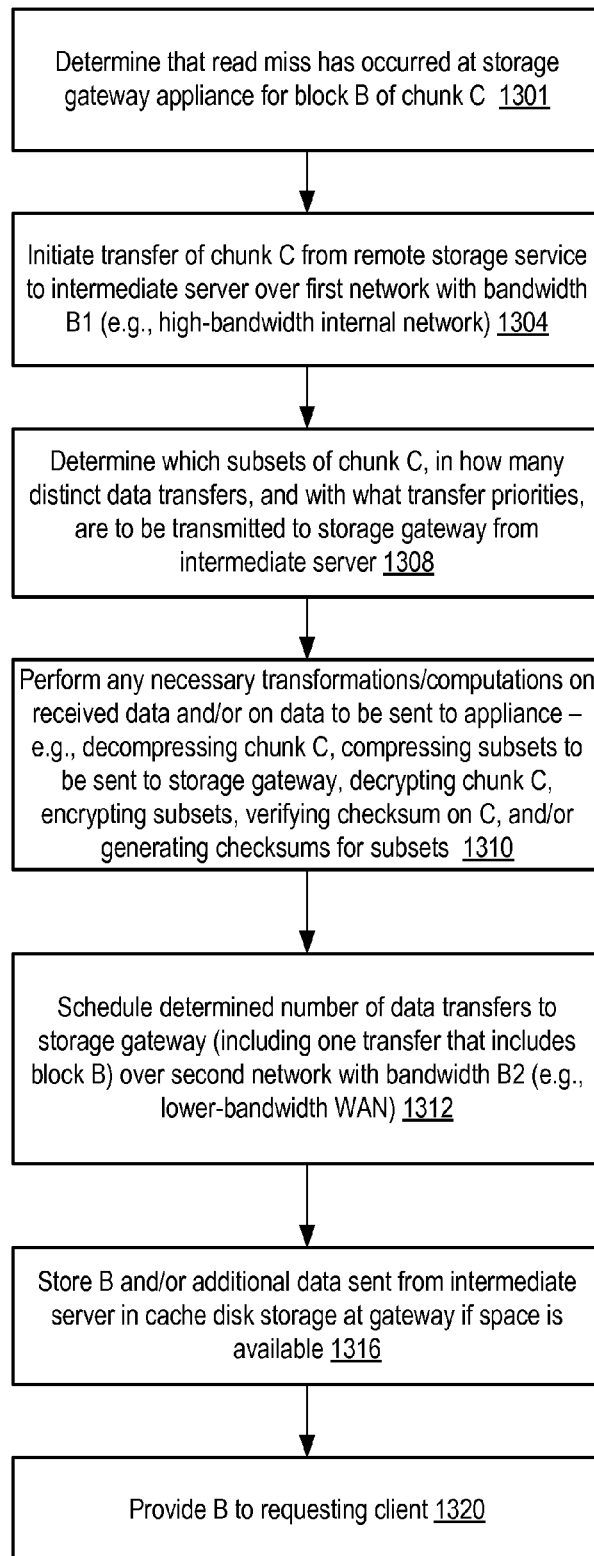 Determine that read miss has occurred at storage
gateway appliance for block B of chunk C 1301
Initiate transfer of chunk C from remote storage service
to intermediate server over first network with bandwidth
B1 (e.g., high-bandwidth internal network) 1304
Determine which subsets of chunk C, in how many
distinct data transfers, and with what transfer priorities,
are to be transmitted to storage gateway from
intermediate server 1308
Perform any necessary transformations/computations on
received data and/or on data to be sent to appliance –
e.g., decompressing chunk C, compressing subsets to
be sent to storage gateway, decrypting chunk C,
encrypting subsets, verifying checksum on C, and/or
generating checksums for subsets 1310
Schedule determined number of data transfers to
storage gateway (including one transfer that includes
block B) over second network with bandwidth B2 (e.g.,
lower-bandwidth WAN) 1312
Store B and/or additional data sent from intermediate
server in cache disk storage at gateway if space is
available 1316
Provide B to requesting client 1320